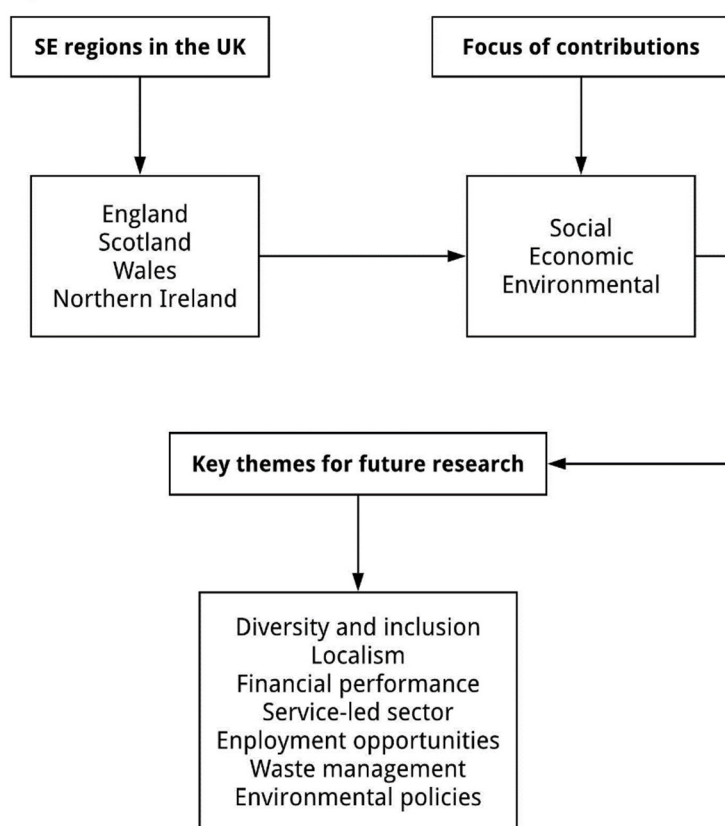 SE regions in the UK
Focus of contributions
England
Scotland
Wales
Northern Ireland
Social
Economic
Environmental
Key themes for future research
Diversity and inclusion
Localism
Financial performance
Service-led sector
Enployment opportunities
Waste management
Environmental policies